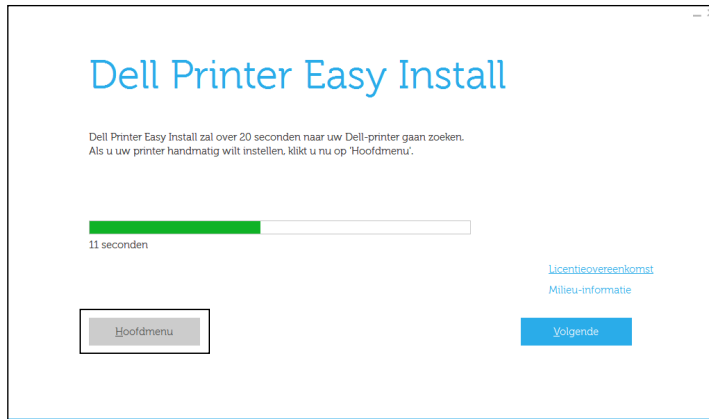 Dell Printer Easy Install
Dell Printer Easy Install zal over 20 seconden naar uw Dell-printer gaan zoeken.
Als u uw printer handmatig wilt instellen, klikt u nu op 'Hoofdmenu'.
11 seconden
Licentieovereenkomst
Milieu-informatie
Hoofdmenu
Volgende